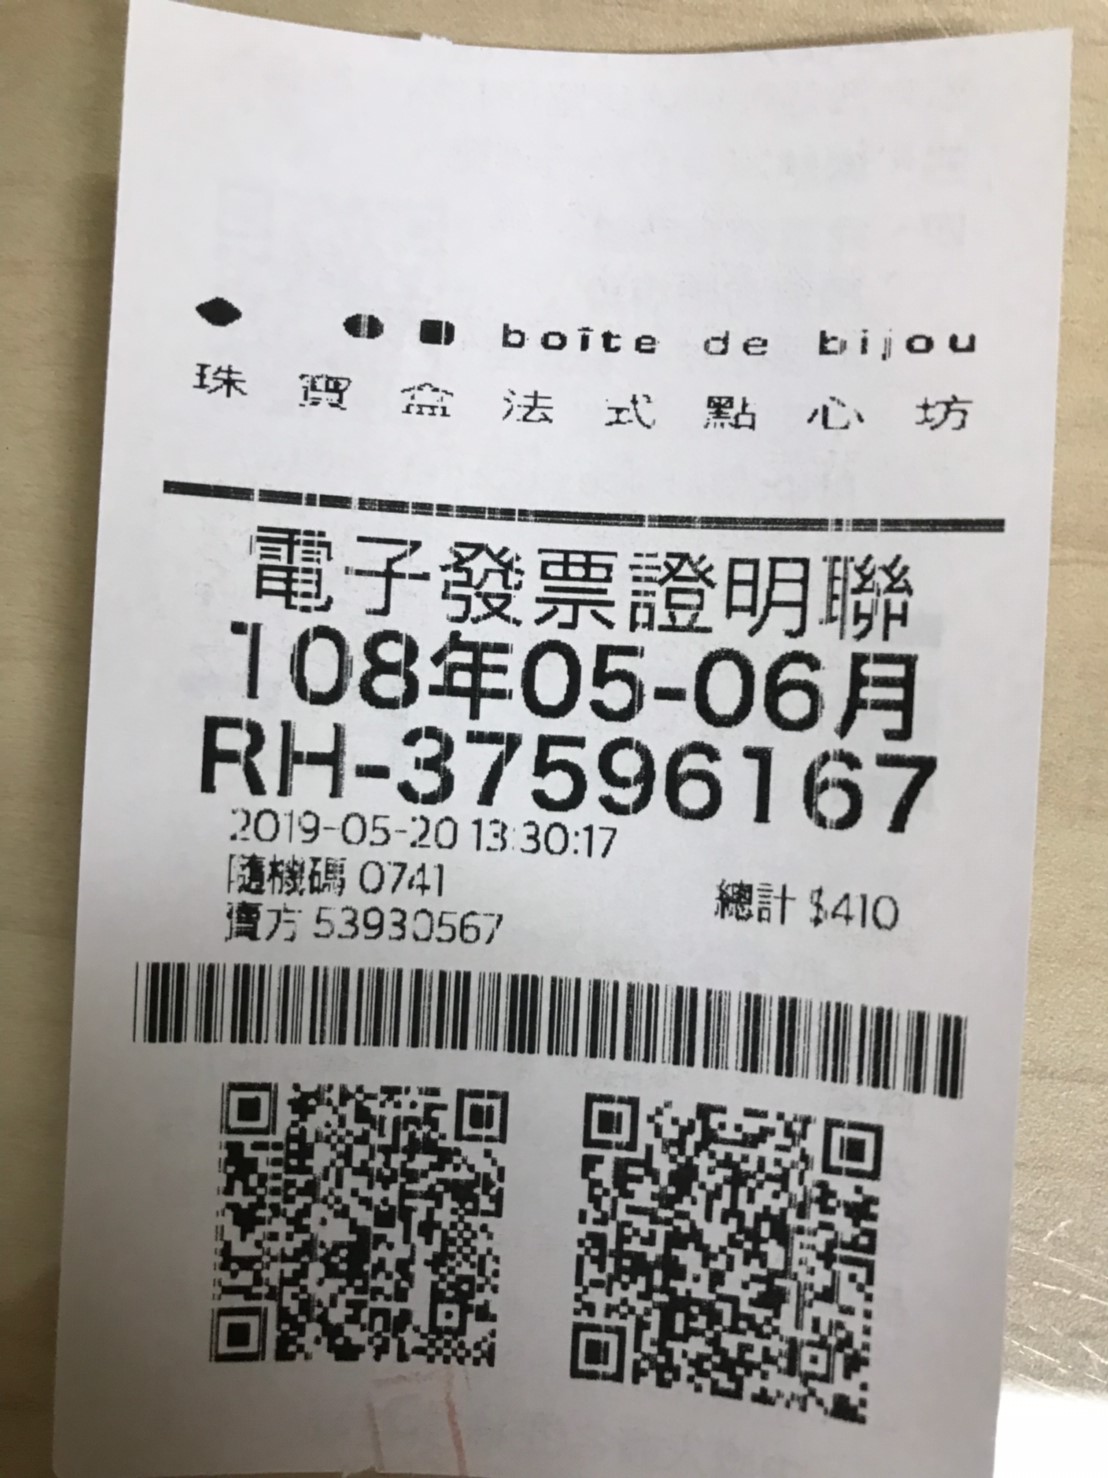 boîte de bijou
珠寶盒法式點心坊
電子發票證明聯
108年05-06月
RH-37596167
2019-05-20 13:30:17
隨機碼 0741 總計 $410
賣方 53930567